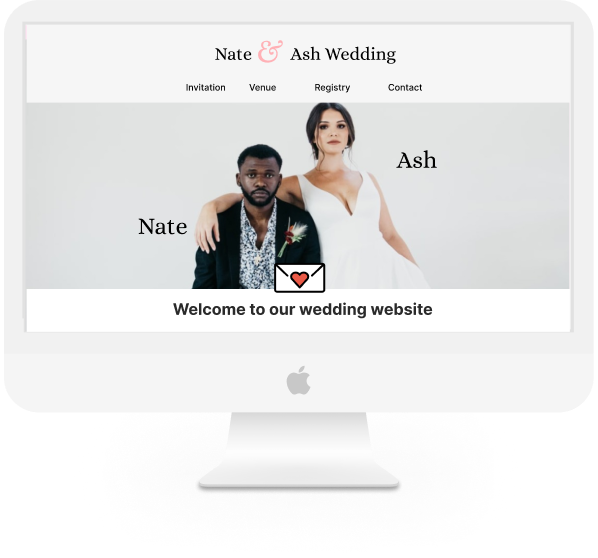 Nate & Ash Wedding
Invitation Venue Registry Contact
Ash
Nate
Welcome to our wedding website